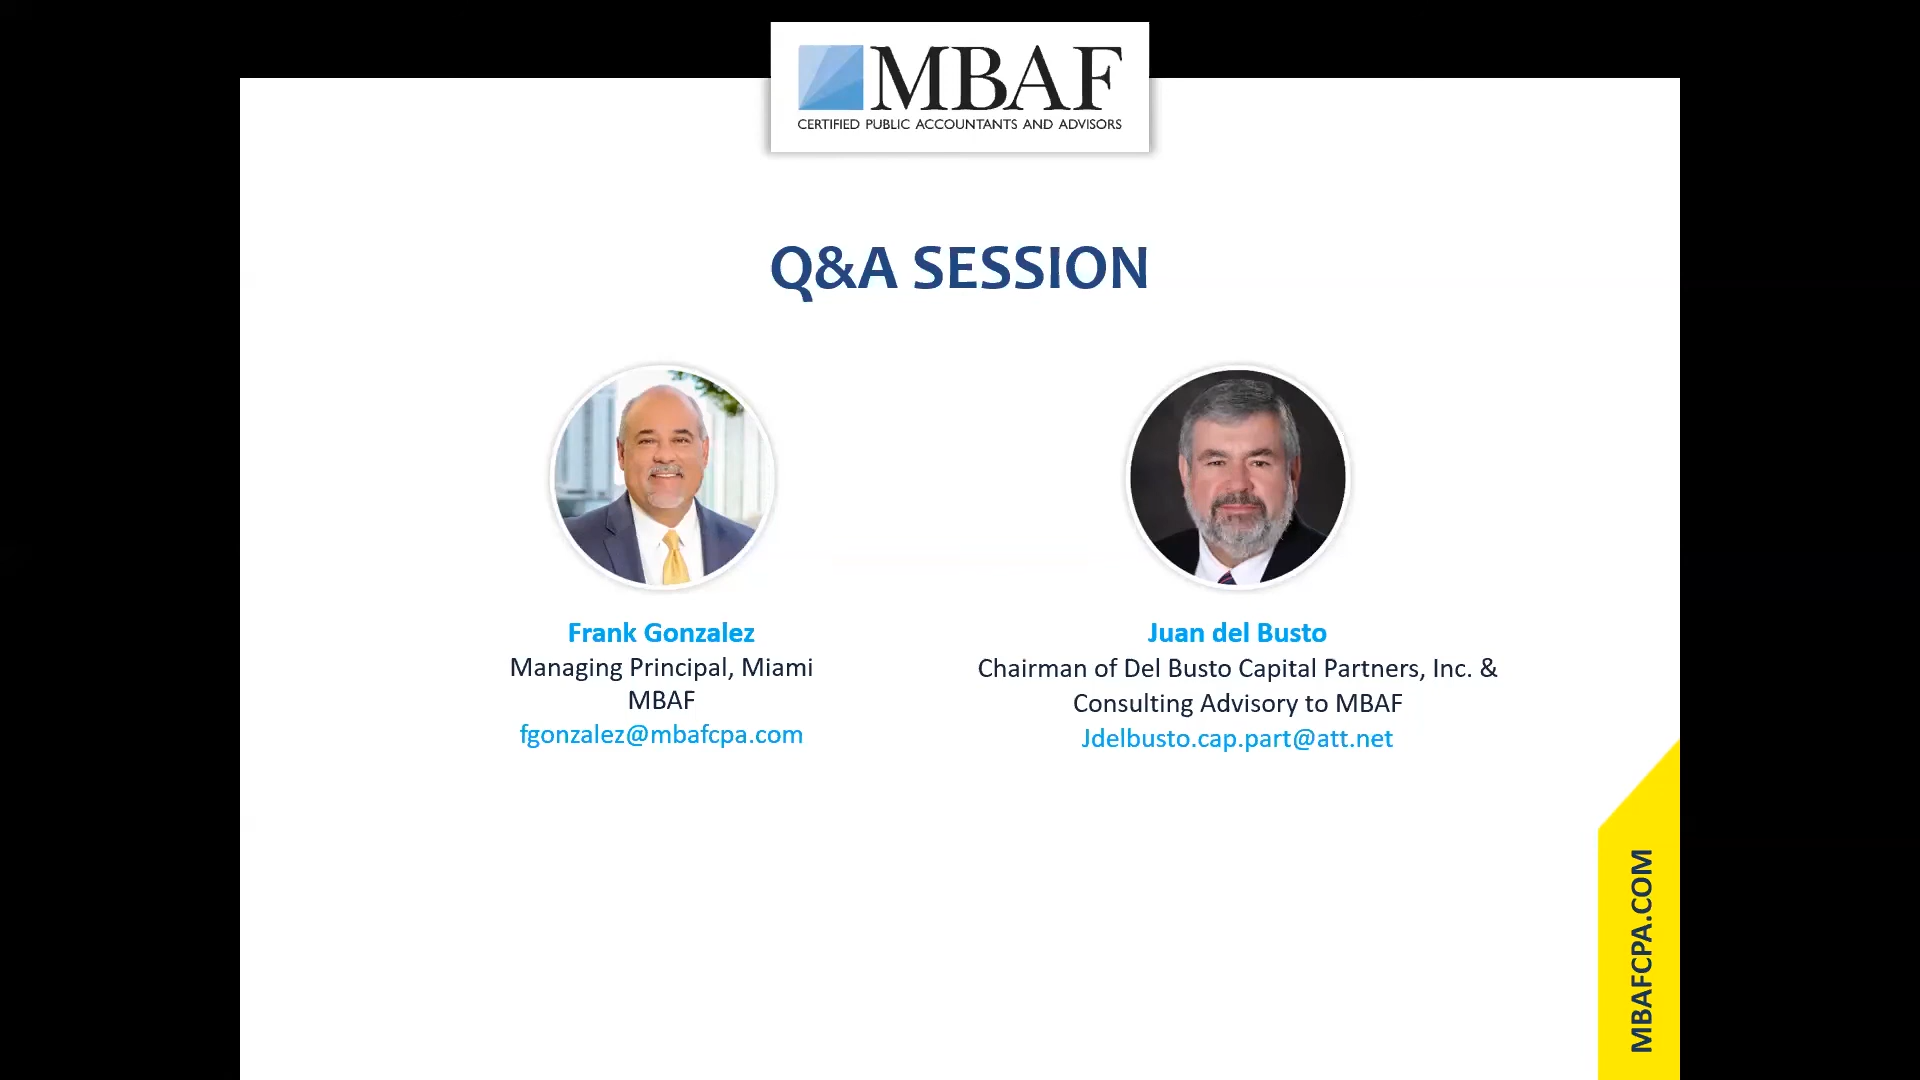 MBAF
CERTIFIED PUBLIC ACCOUNTANTS AND ADVISORS
Q&A SESSION
Frank Gonzalez
Managing Principal, Miami
MBAF
fgonzalez@mbafcpa.com
Juan del Busto
Chairman of Del Busto Capital Partners, Inc. &
Consulting Advisory to MBAF
Jdelbusto.cap.part@att.net
MBAFCPA.COM